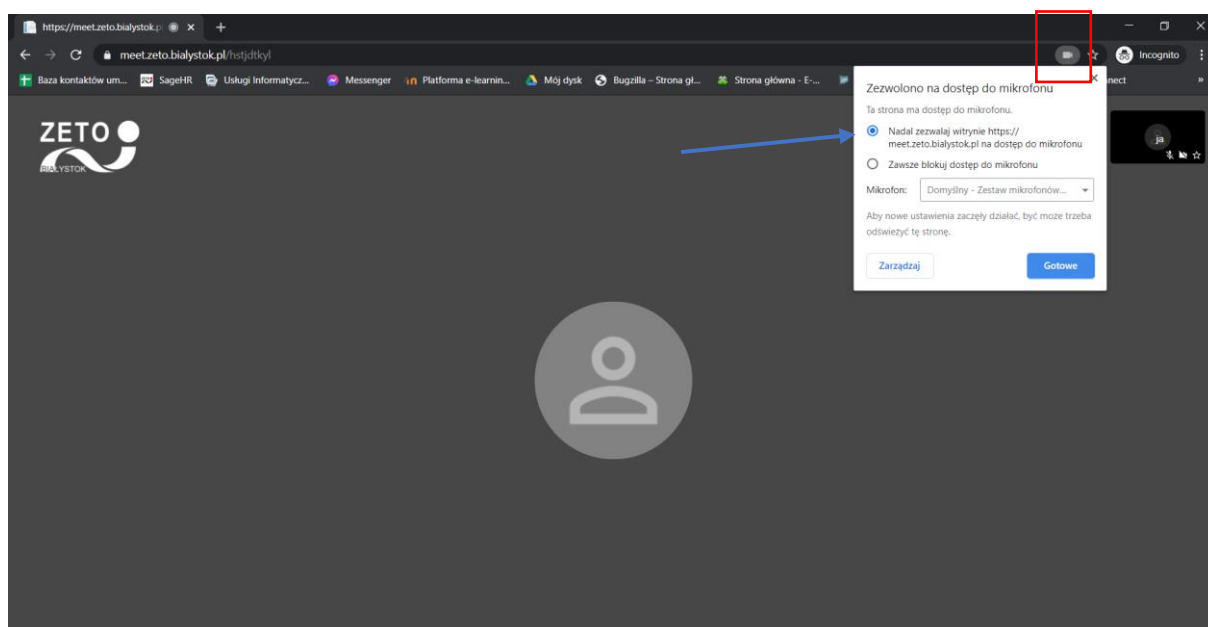 https://meet.zeto.bialystok.pl
meet.zeto.bialystok.pl/hstjdtkyl
Incognito
Baza kontaktów um...
SageHR
Usługi Informatycz...
Messenger
Platforma e-learnin...
Mój dysk
Bugzilla – Strona gł...
Strona główna - E-...
nect
»
ZETO
BIAŁYSTOK
Zezwolono na dostęp do mikrofonu
Ta strona ma dostęp do mikrofonu.
Nadal zezwalaj witrynie https://
meet.zeto.bialystok.pl na dostęp do mikrofonu
Zawsze blokuj dostęp do mikrofonu
Mikrofon:
Domyślny - Zestaw mikrofonów...
Aby nowe ustawienia zaczęły działać, być może trzeba
odświeżyć tę stronę.
Zarządzaj
Gotowe
ja